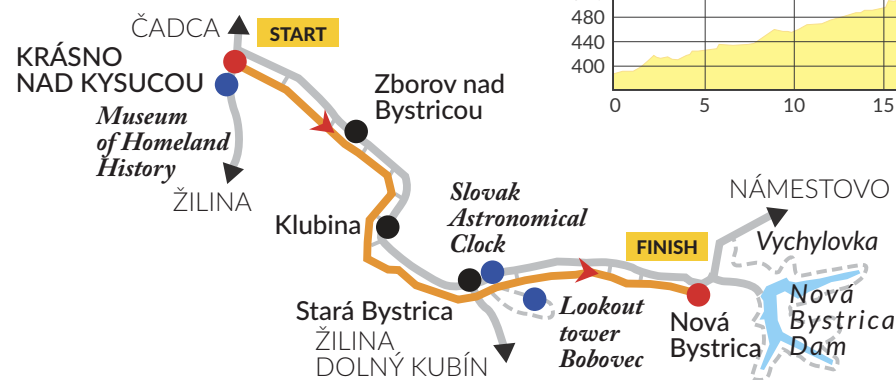 ČADCA
START
KRÁSNO
NAD KYSUCOU
Museum
of Homeland
History
ŽILINA
Zborov nad
Bystricou
Klubina
Slovak
Astronomical
Clock
Stará Bystrica
ŽILINA
DOLNÝ KUBÍN
FINISH
Lookout
tower
Bobovec
Nová
Bystrica
NÁMESTOVO
Vychylovka
Nová
Bystrica
Dam
480
440
400
0
5
10
15